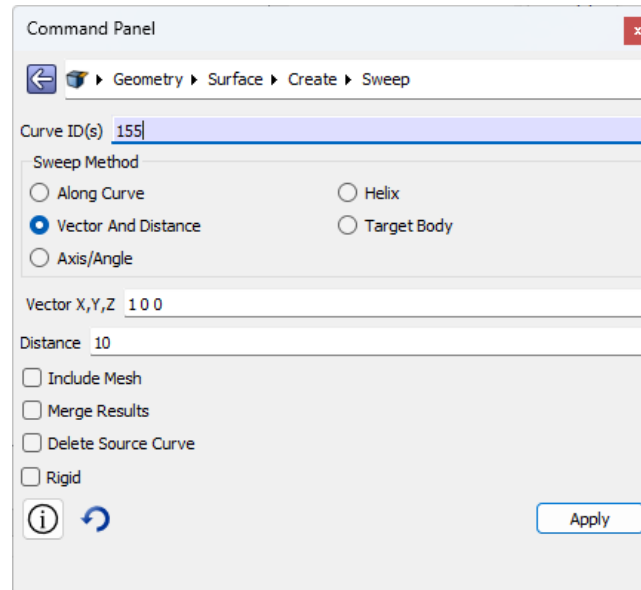 Command Panel
x
Geometry Surface Create Sweep
Curve ID(s) 155
Sweep Method
Along Curve Helix
Vector And Distance Target Body
Axis/Angle
Vector X,Y,Z 1 0 0
Distance 10
Include Mesh
Merge Results
Delete Source Curve
Rigid
i
Apply